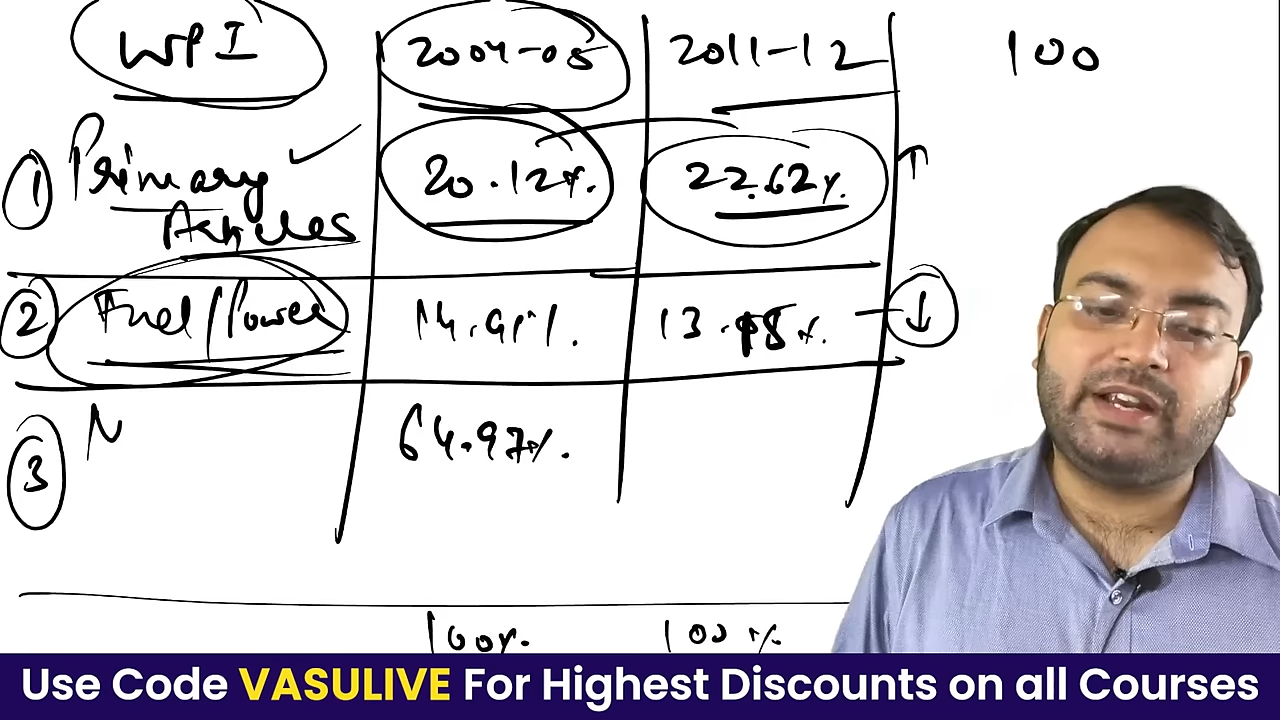 WPI 2004-05 2011-12 100
① Primary Articles 20.12%. 22.62%. ↑
② Fuel/Power 14.91%. 13.15%. ↓
③ M 64.97%.
100%. 100%
Use Code VASULIVE For Highest Discounts on all Courses